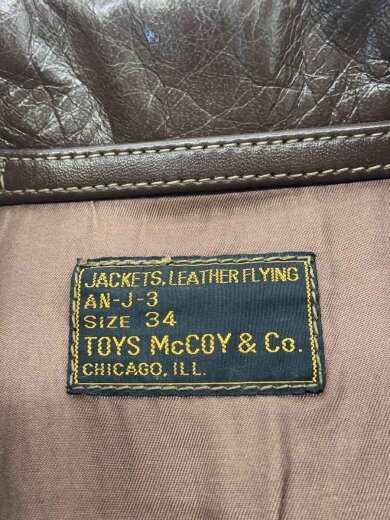 JACKETS, LEATHER FLYING
AN-J-3
SIZE 34
TOYS McCOY & Co.
CHICAGO, ILL.